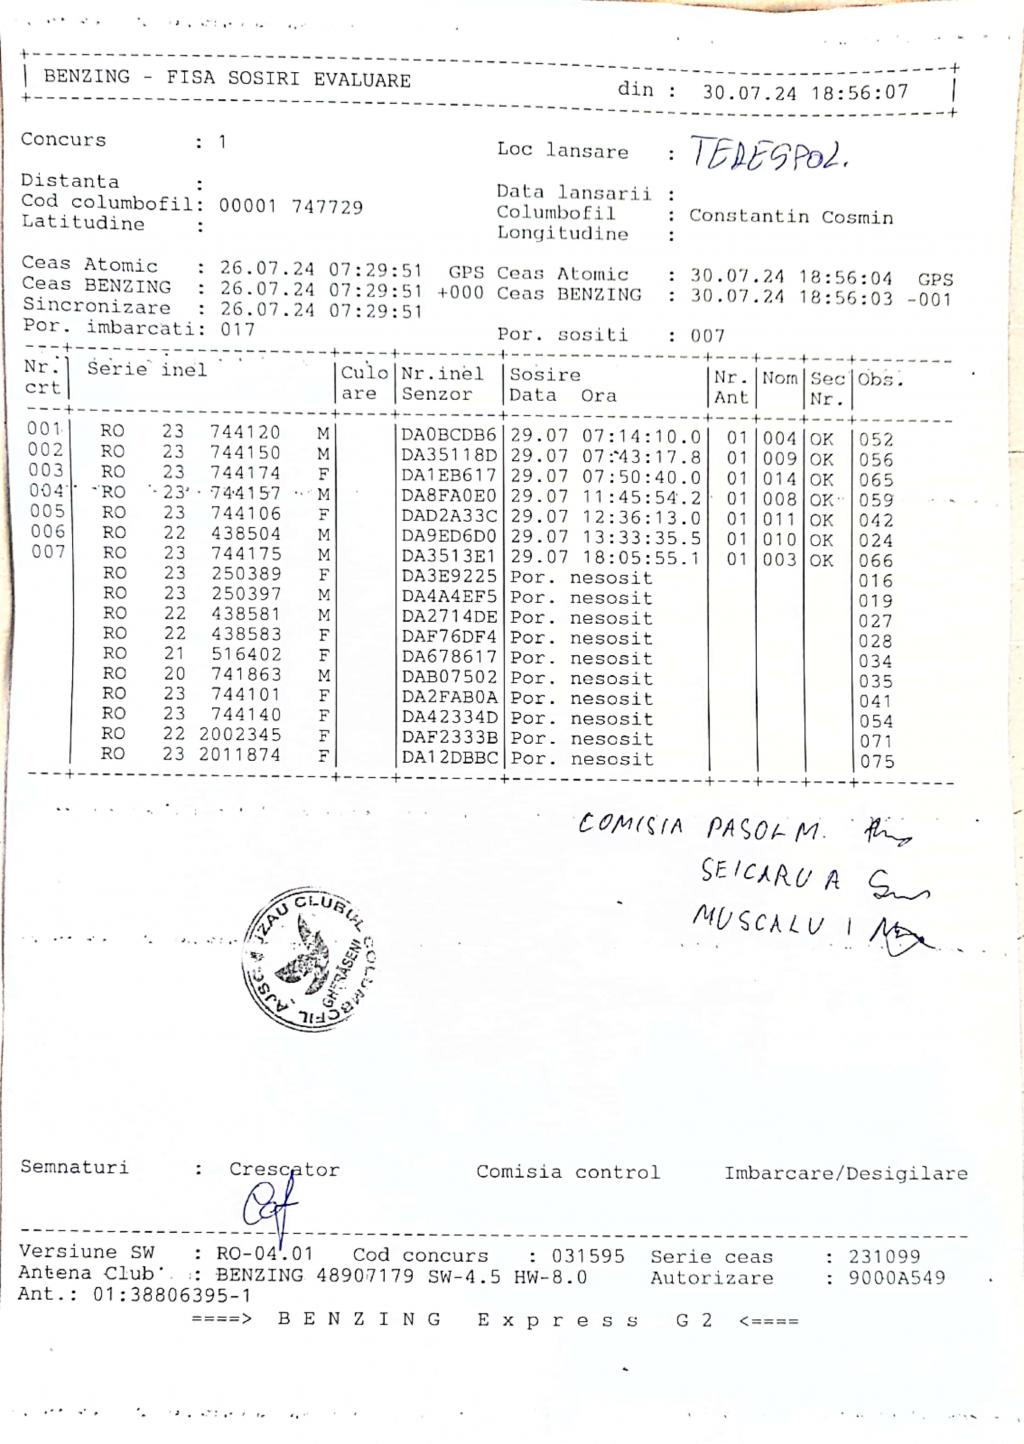 BENZING - FISA SOSIRI EVALUARE din : 30.07.24 18:56:07
Concurs : 1 Loc lansare : TERESPOL.
Distanta : Data lansarii :
Cod columbofil: 00001 747729 Columbofil : Constantin Cosmin
Latitudine : Longitudine :
Ceas Atomic : 26.07.24 07:29:51 GPS Ceas Atomic : 30.07.24 18:56:04 GPS
Ceas BENZING : 26.07.24 07:29:51 +000 Ceas BENZING : 30.07.24 18:56:03 -001
Sincronizare : 26.07.24 07:29:51
Por. imbarcati: 017 Por. sositi : 007
Nr. Serie inel Culo Nr.inel Sosire Nr. Nom Sec Obs.
crt are Senzor Data Ora Ant Nr.
001 RO 23 744120 M DA0BCDB6 29.07 07:14:10.0 01 004 OK 052
002 RO 23 744150 M DA35118D 29.07 07:43:17.8 01 009 OK 056
003 RO 23 744174 F DA1EB617 29.07 07:50:40.0 01 014 OK 065
004 RO 23 744157 M DA8FA0E0 29.07 11:45:54.2 01 008 OK 059
005 RO 23 744106 F DAD2A33C 29.07 12:36:13.0 01 011 OK 042
006 RO 22 438504 M DA9ED6D0 29.07 13:33:35.5 01 010 OK 024
007 RO 23 744175 M DA3513E1 29.07 18:05:55.1 01 003 OK 066
RO 23 250389 F DA3E9225 Por. nesosit 016
RO 23 250397 M DA4A4EF5 Por. nesosit 019
RO 22 438581 M DA2714DE Por. nesosit 027
RO 22 438583 F DAF76DF4 Por. nesosit 028
RO 21 516402 F DA678617 Por. nesosit 034
RO 20 741863 M DAB07502 Por. nesosit 035
RO 23 744101 F DA2FAB0A Por. nesosit 041
RO 23 744140 F DA42334D Por. nesosit 054
RO 22 2002345 F DAF2333B Por. nesosit 071
RO 23 2011874 F DA12DBBC Por. nesosit 075
COMISIA PASOL M.
SEICARU A
MUSCALU I
AJSC BUZAU CLUBUL COLUMBOFIL
GHERĂSENI
Semnaturi : Crescator Comisia control Imbarcare/Desigilare
Versiune SW : RO-04.01 Cod concurs : 031595 Serie ceas : 231099
Antena Club : BENZING 48907179 SW-4.5 HW-8.0 Autorizare : 9000A549
Ant.: 01:38806395-1
====> BENZING Express G2 <====